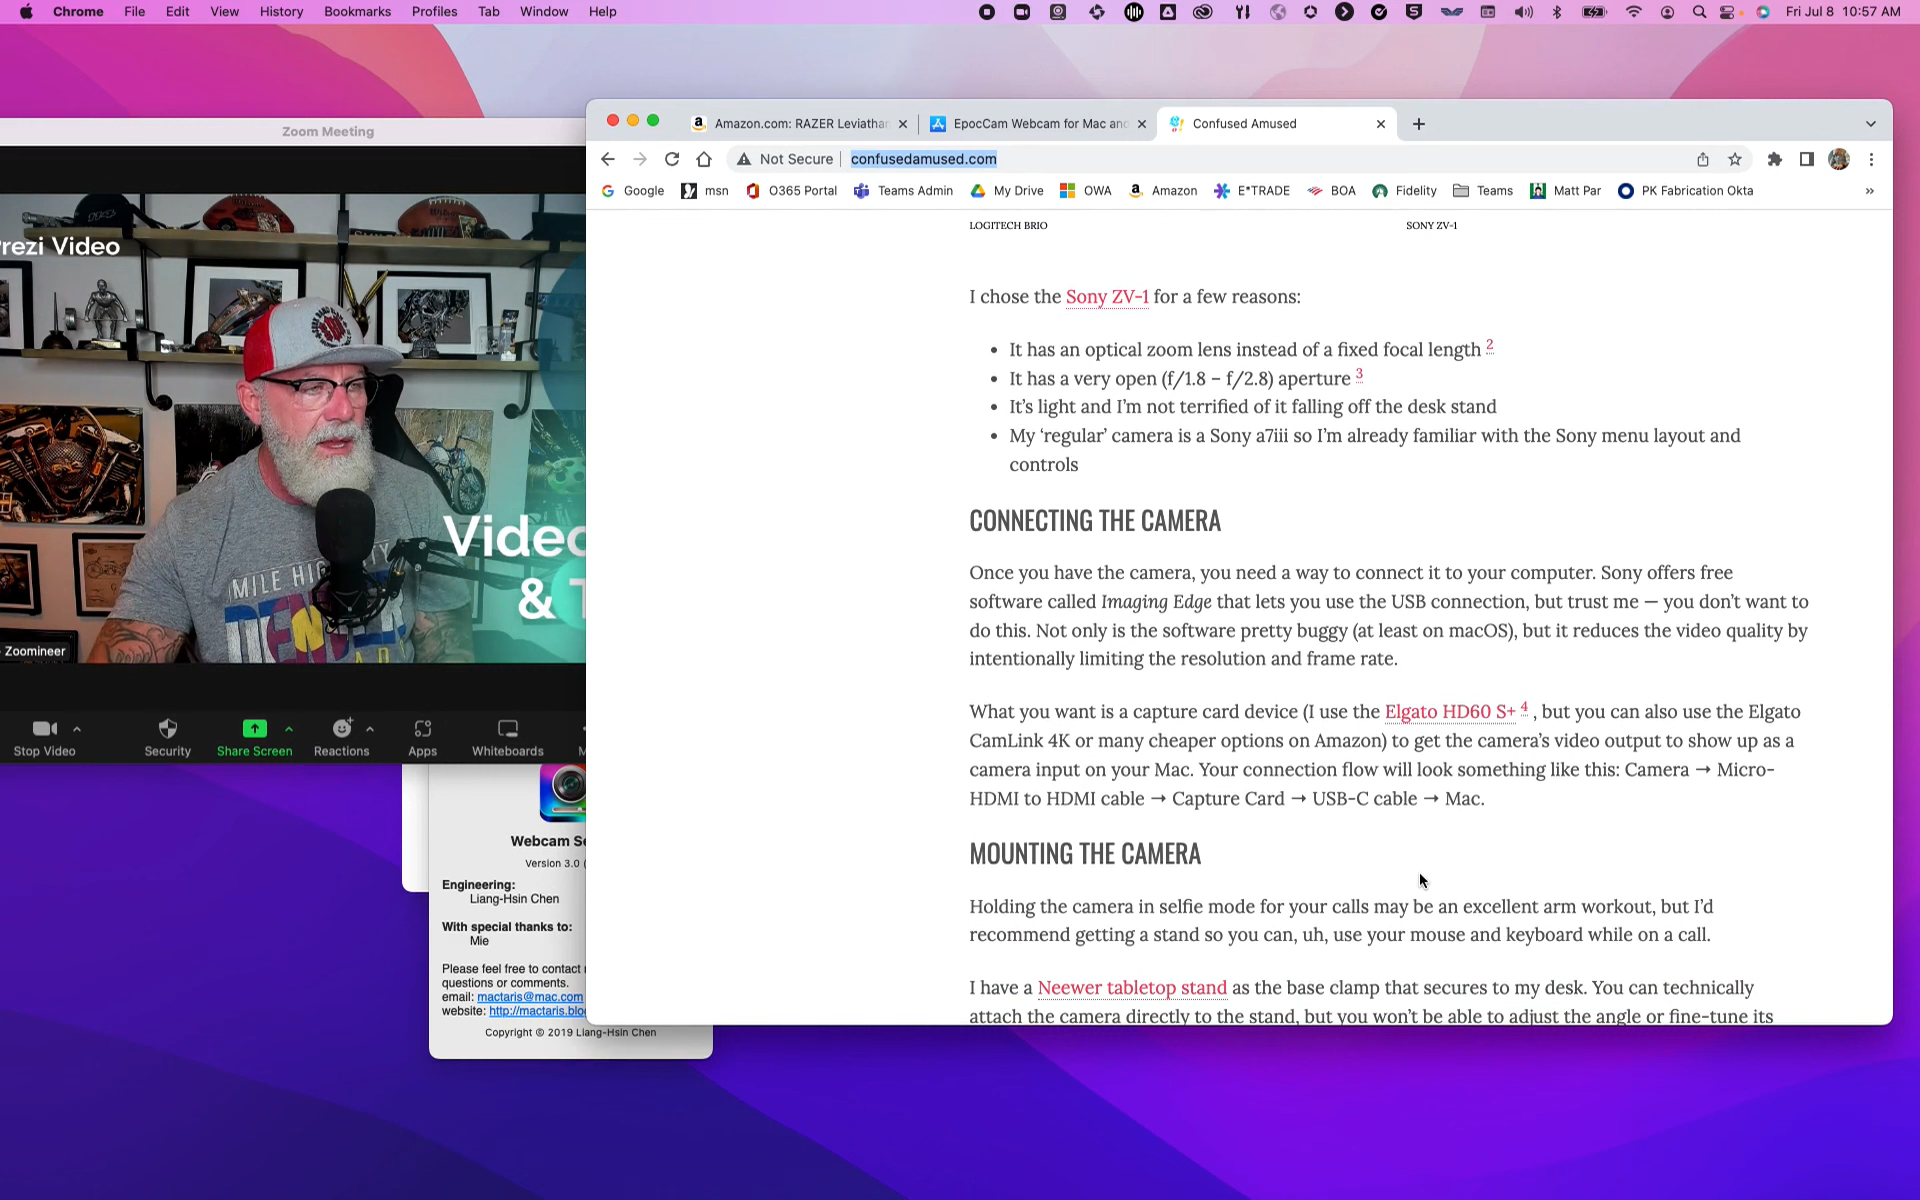 Chrome File Edit View History Bookmarks Profiles Tab Window Help
Fri Jul 8 10:57 AM
Zoom Meeting
rezi Video
MILE HIGH CITY
DENVER
Video
& T
Zoomineer
Stop Video
Security
Share Screen
Reactions
Apps
Whiteboards
M
Webcam Se
Version 3.0 (
Engineering:
Liang-Hsin Chen
With special thanks to:
Mie
Please feel free to contact
questions or comments.
email: mactaris@mac.com
website: http://mactaris.blo
Copyright © 2019 Liang-Hsin Chen
Amazon.com: RAZER Leviathan
EpocCam Webcam for Mac and
Confused Amused
Not Secure
confusedamused.com
Google msn O365 Portal Teams Admin My Drive OWA Amazon E*TRADE BOA Fidelity Teams Matt Par PK Fabrication Okta
LOGITECH BRIO
SONY ZV-1
I chose the Sony ZV-1 for a few reasons:
• It has an optical zoom lens instead of a fixed focal length 2
• It has a very open (f/1.8 – f/2.8) aperture 3
• It’s light and I’m not terrified of it falling off the desk stand
• My ‘regular’ camera is a Sony a7iii so I’m already familiar with the Sony menu layout and
controls
CONNECTING THE CAMERA
Once you have the camera, you need a way to connect it to your computer. Sony offers free
software called Imaging Edge that lets you use the USB connection, but trust me — you don’t want to
do this. Not only is the software pretty buggy (at least on macOS), but it reduces the video quality by
intentionally limiting the resolution and frame rate.
What you want is a capture card device (I use the Elgato HD60 S+ 4 , but you can also use the Elgato
CamLink 4K or many cheaper options on Amazon) to get the camera’s video output to show up as a
camera input on your Mac. Your connection flow will look something like this: Camera → Micro-
HDMI to HDMI cable → Capture Card → USB-C cable → Mac.
MOUNTING THE CAMERA
Holding the camera in selfie mode for your calls may be an excellent arm workout, but I’d
recommend getting a stand so you can, uh, use your mouse and keyboard while on a call.
I have a Neewer tabletop stand as the base clamp that secures to my desk. You can technically
attach the camera directly to the stand, but you won’t be able to adjust the angle or fine-tune its